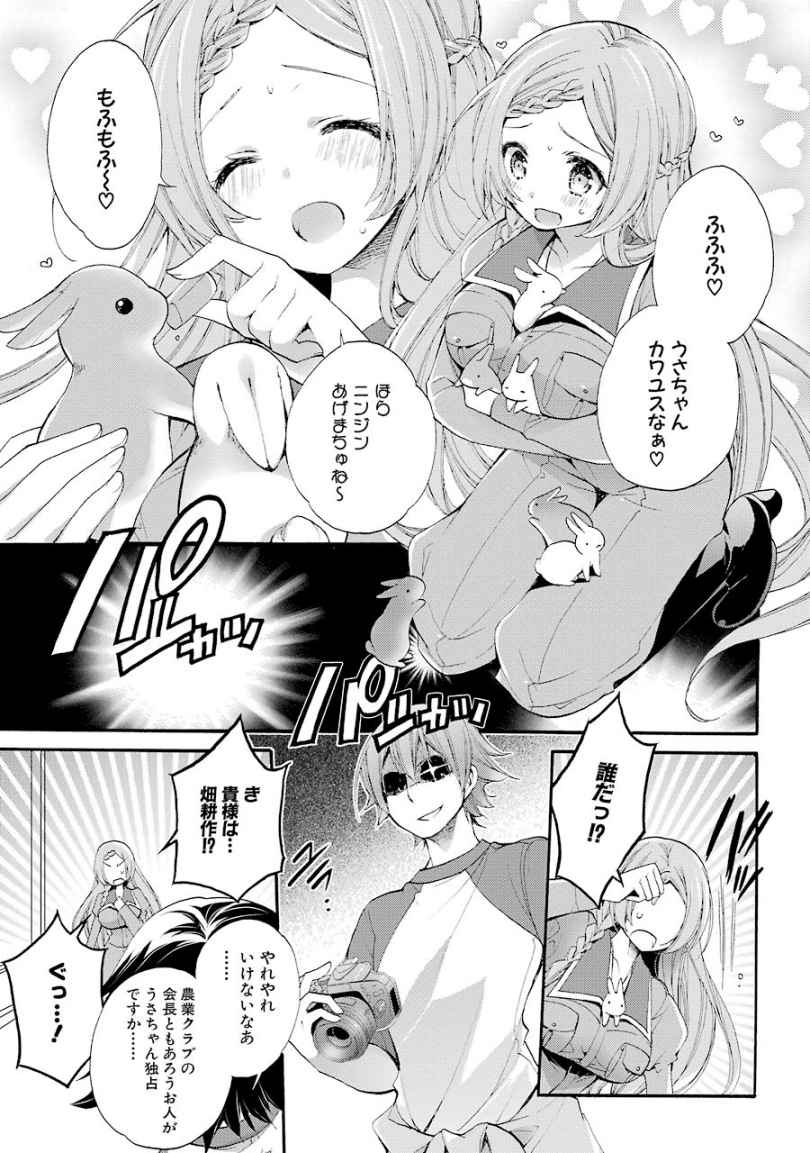 ふふふ♡
うさちゃん
カワユスなぁ♡
もふ
もふ〜♡
ほら
ニンジン
あげまちゅね〜
パシャッ
パシャッ
誰だっ!?
き
貴様は…
畑耕作!?
やれやれ
いけないなあ
……
農業クラブの
会長ともあろうお人が
うさちゃん独占
ですか……
ぐっ…!